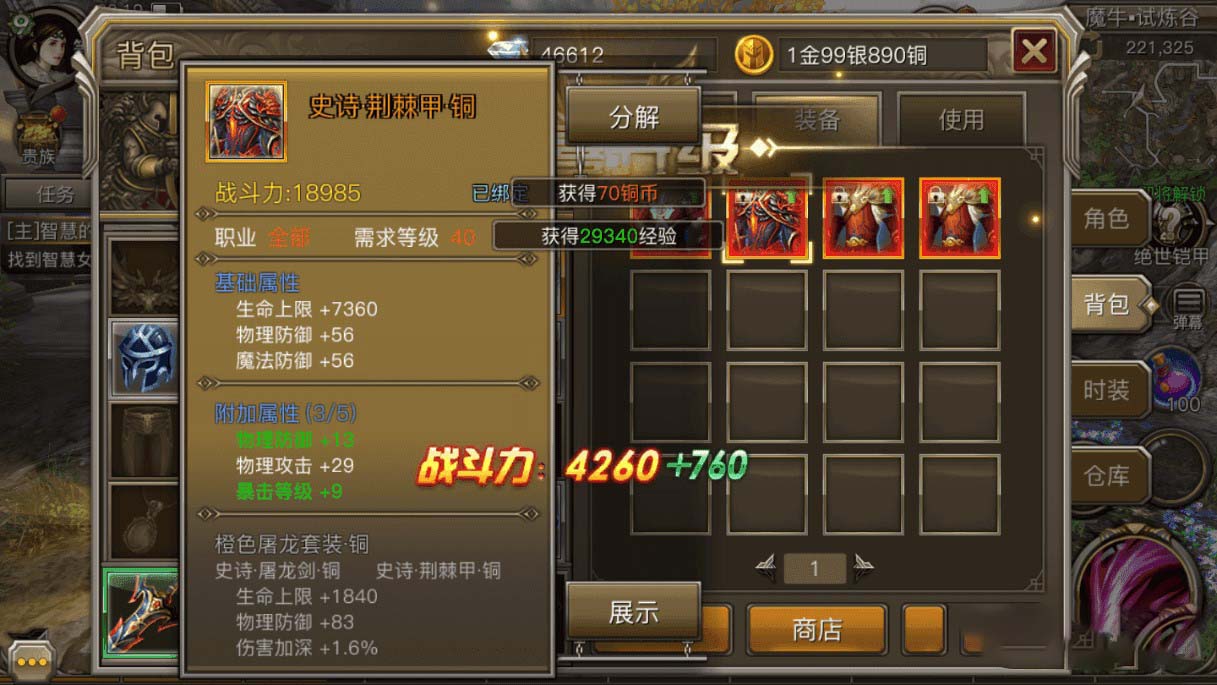 魔牛·试炼谷
背包
46612
1金99银890铜
221,325
史诗·荆棘甲·铜
分解
装备
使用
级
贵族
战斗力:18985
已绑定
获得70铜币
任务
职业 全部
需求等级 40
获得29340经验
角色
[主]智慧的
找到智慧女
绝世铠甲
基础属性
生命上限 +7360
物理防御 +56
魔法防御 +56
背包
弹幕
时装
100
附加属性 (3/5)
物理防御 +13
物理攻击 +29
暴击等级 +9
战斗力: 4260 +760
仓库
橙色屠龙套装·铜
史诗·屠龙剑·铜
史诗·荆棘甲·铜
生命上限 +1840
物理防御 +83
伤害加深 +1.6%
1
展示
商店